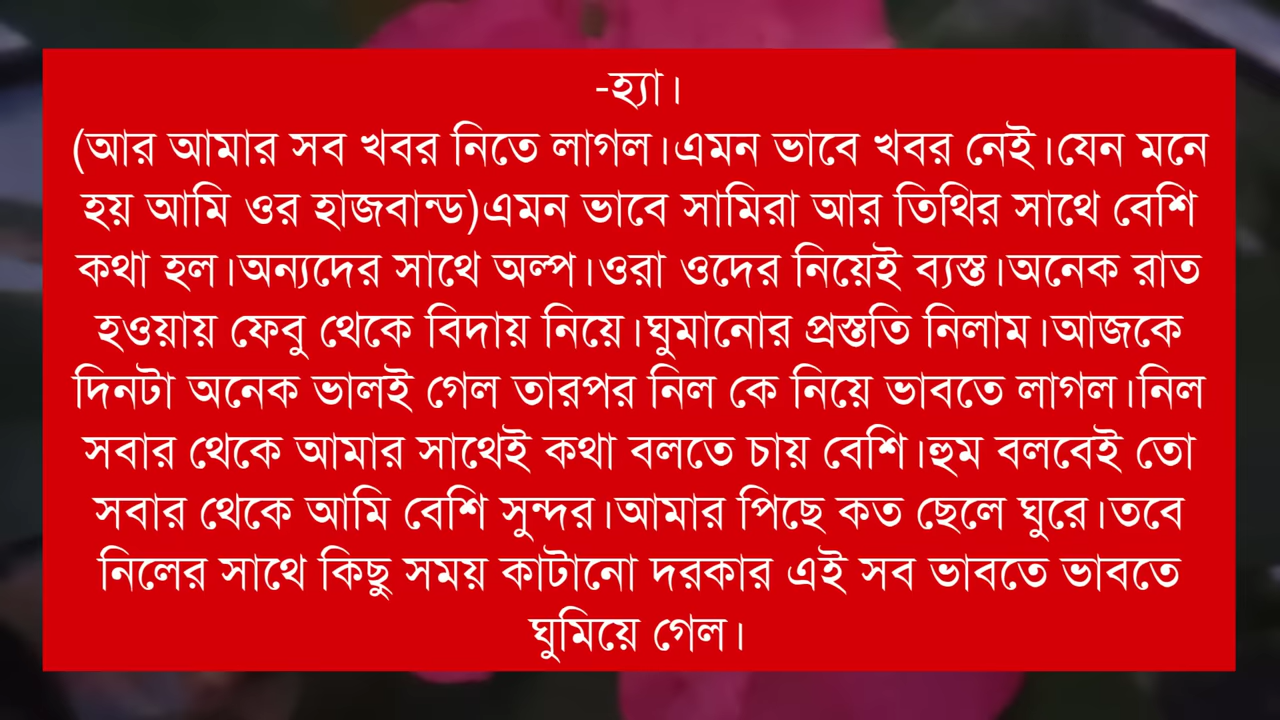 -হ্যা।
(আর আমার সব খবর নিতে লাগল।এমন ভাবে খবর নেই।যেন মনে
হয় আমি ওর হাজবান্ড)এমন ভাবে সামিরা আর তিথির সাথে বেশি
কথা হল।অন্যদের সাথে অল্প।ওরা ওদের নিয়েই ব্যস্ত।অনেক রাত
হওয়ায় ফেবু থেকে বিদায় নিয়ে।ঘুমানোর প্রস্ততি নিলাম।আজকে
দিনটা অনেক ভালই গেল তারপর নিল কে নিয়ে ভাবতে লাগল।নিল
সবার থেকে আমার সাথেই কথা বলতে চায় বেশি।হুম বলবেই তো
সবার থেকে আমি বেশি সুন্দর।আমার পিছে কত ছেলে ঘুরে।তবে
নিলের সাথে কিছু সময় কাটানো দরকার এই সব ভাবতে ভাবতে
ঘুমিয়ে গেল।